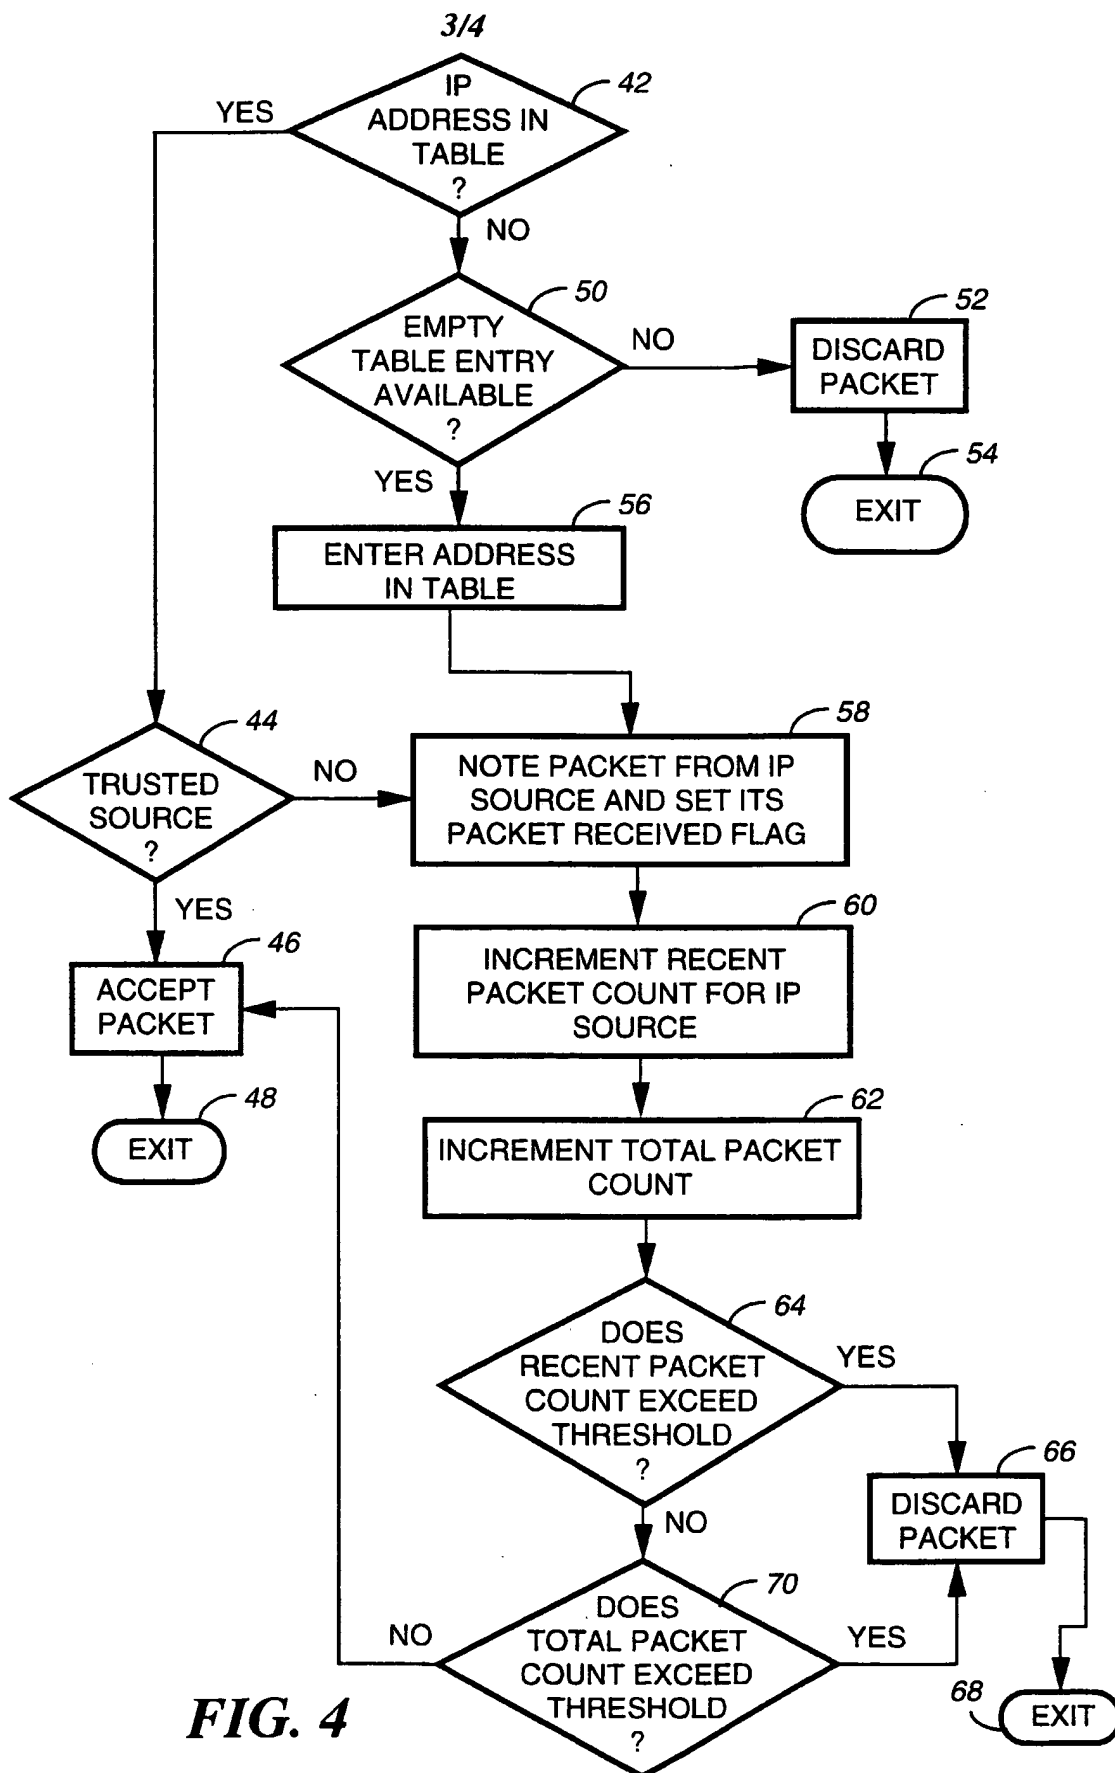 3/4
IP
ADDRESS IN
TABLE
?
42
YES
NO
EMPTY
TABLE ENTRY
AVAILABLE
?
50
NO
YES
DISCARD
PACKET
52
EXIT
54
ENTER ADDRESS
IN TABLE
56
TRUSTED
SOURCE
?
44
NO
YES
NOTE PACKET FROM IP
SOURCE AND SET ITS
PACKET RECEIVED FLAG
58
ACCEPT
PACKET
46
EXIT
48
INCREMENT RECENT
PACKET COUNT FOR IP
SOURCE
60
INCREMENT TOTAL PACKET
COUNT
62
DOES
RECENT PACKET
COUNT EXCEED
THRESHOLD
?
64
YES
NO
DISCARD
PACKET
66
DOES
TOTAL PACKET
COUNT EXCEED
THRESHOLD
?
70
NO
YES
EXIT
68
FIG. 4